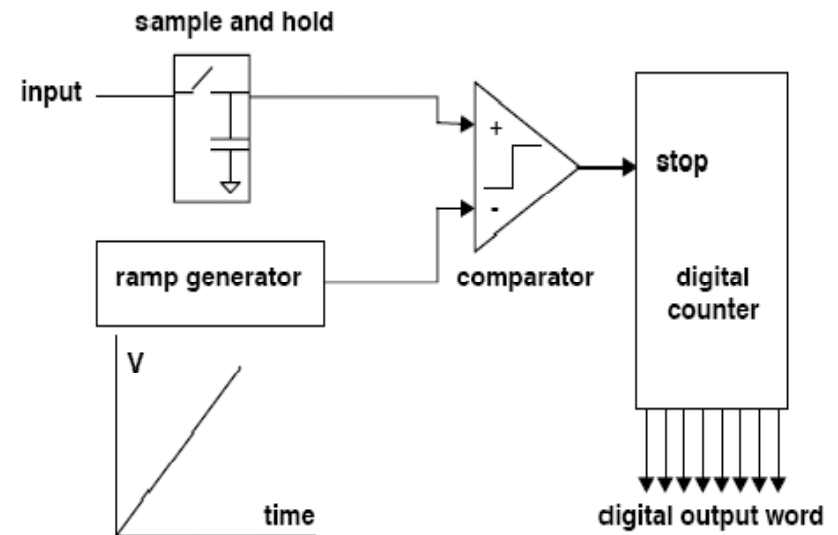 sample and hold
input
+
-
stop
ramp generator
comparator
digital
counter
V
time
digital output word